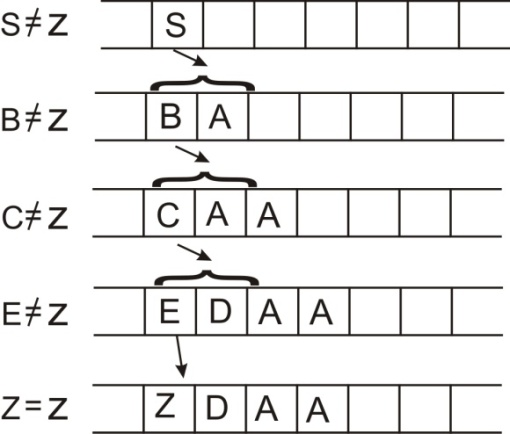 S≠Z S
B≠Z B A
C≠Z C A A
E≠Z E D A A
Z=Z Z D A A